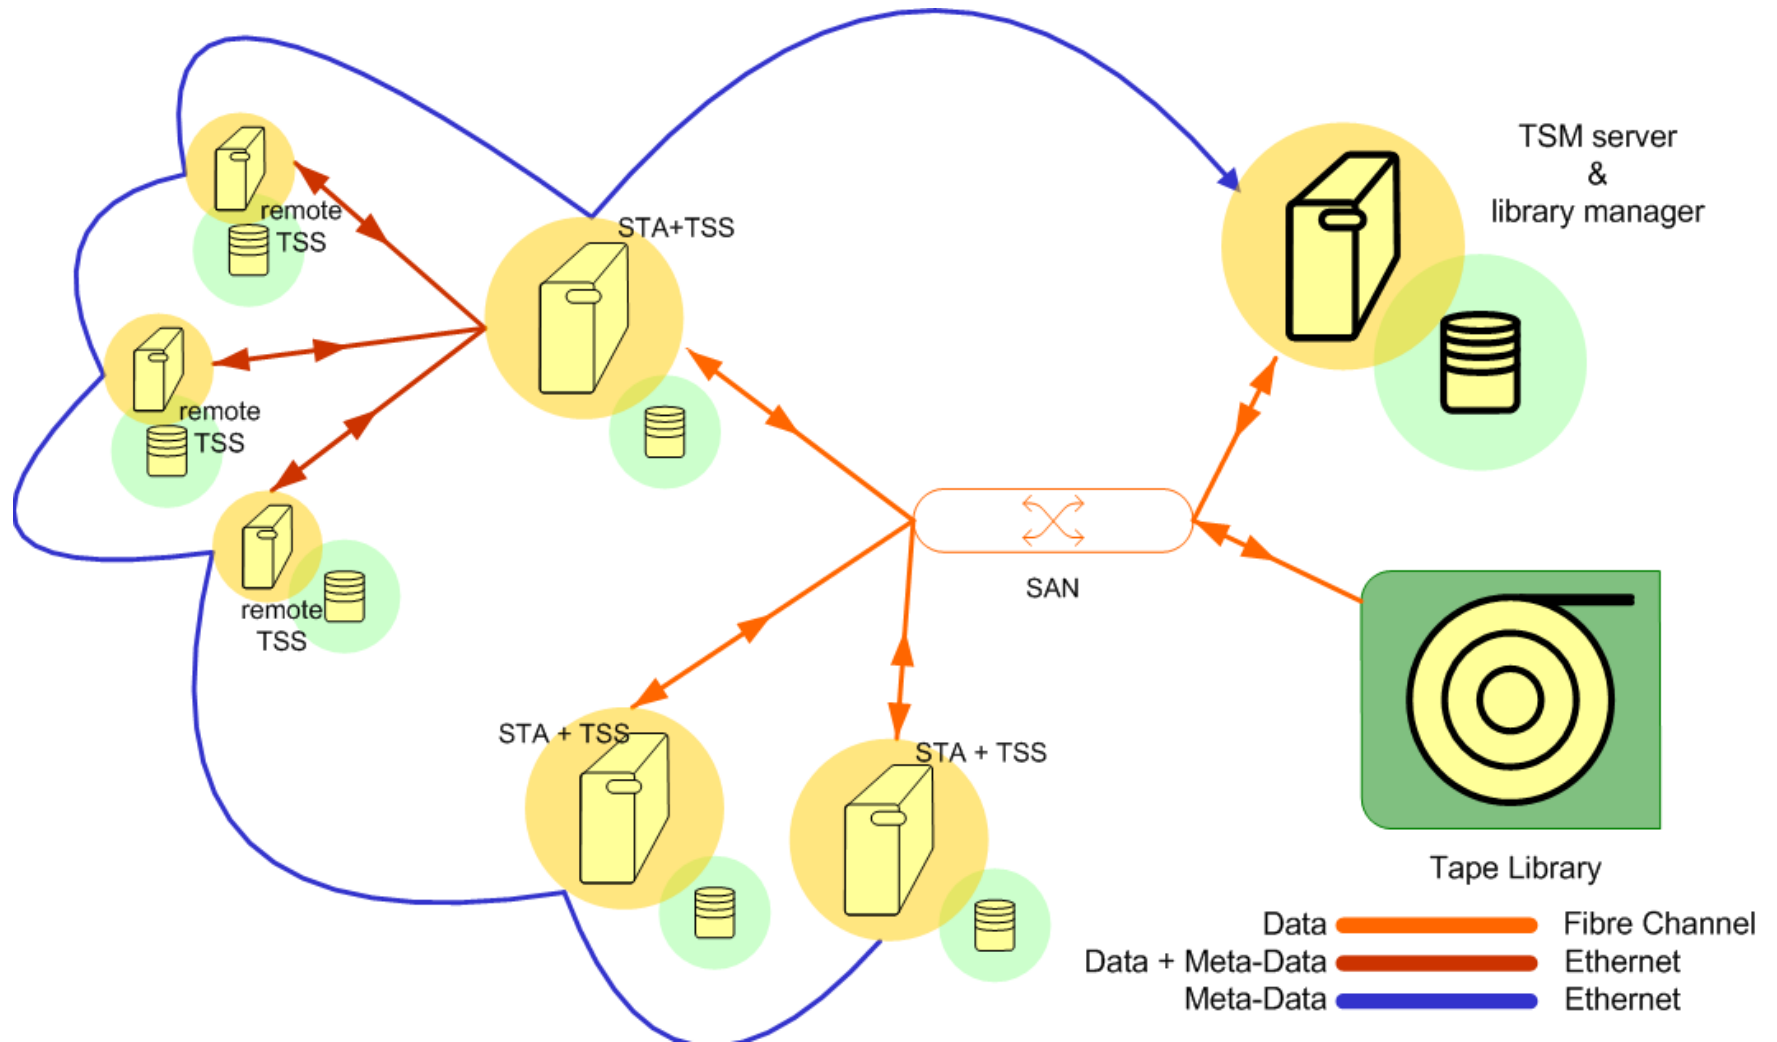 TSM server
&
library manager
STA+TSS
remote
TSS
remote
TSS
remote
TSS
SAN
STA + TSS
STA + TSS
Tape Library
Data Fibre Channel
Data + Meta-Data Ethernet
Meta-Data Ethernet